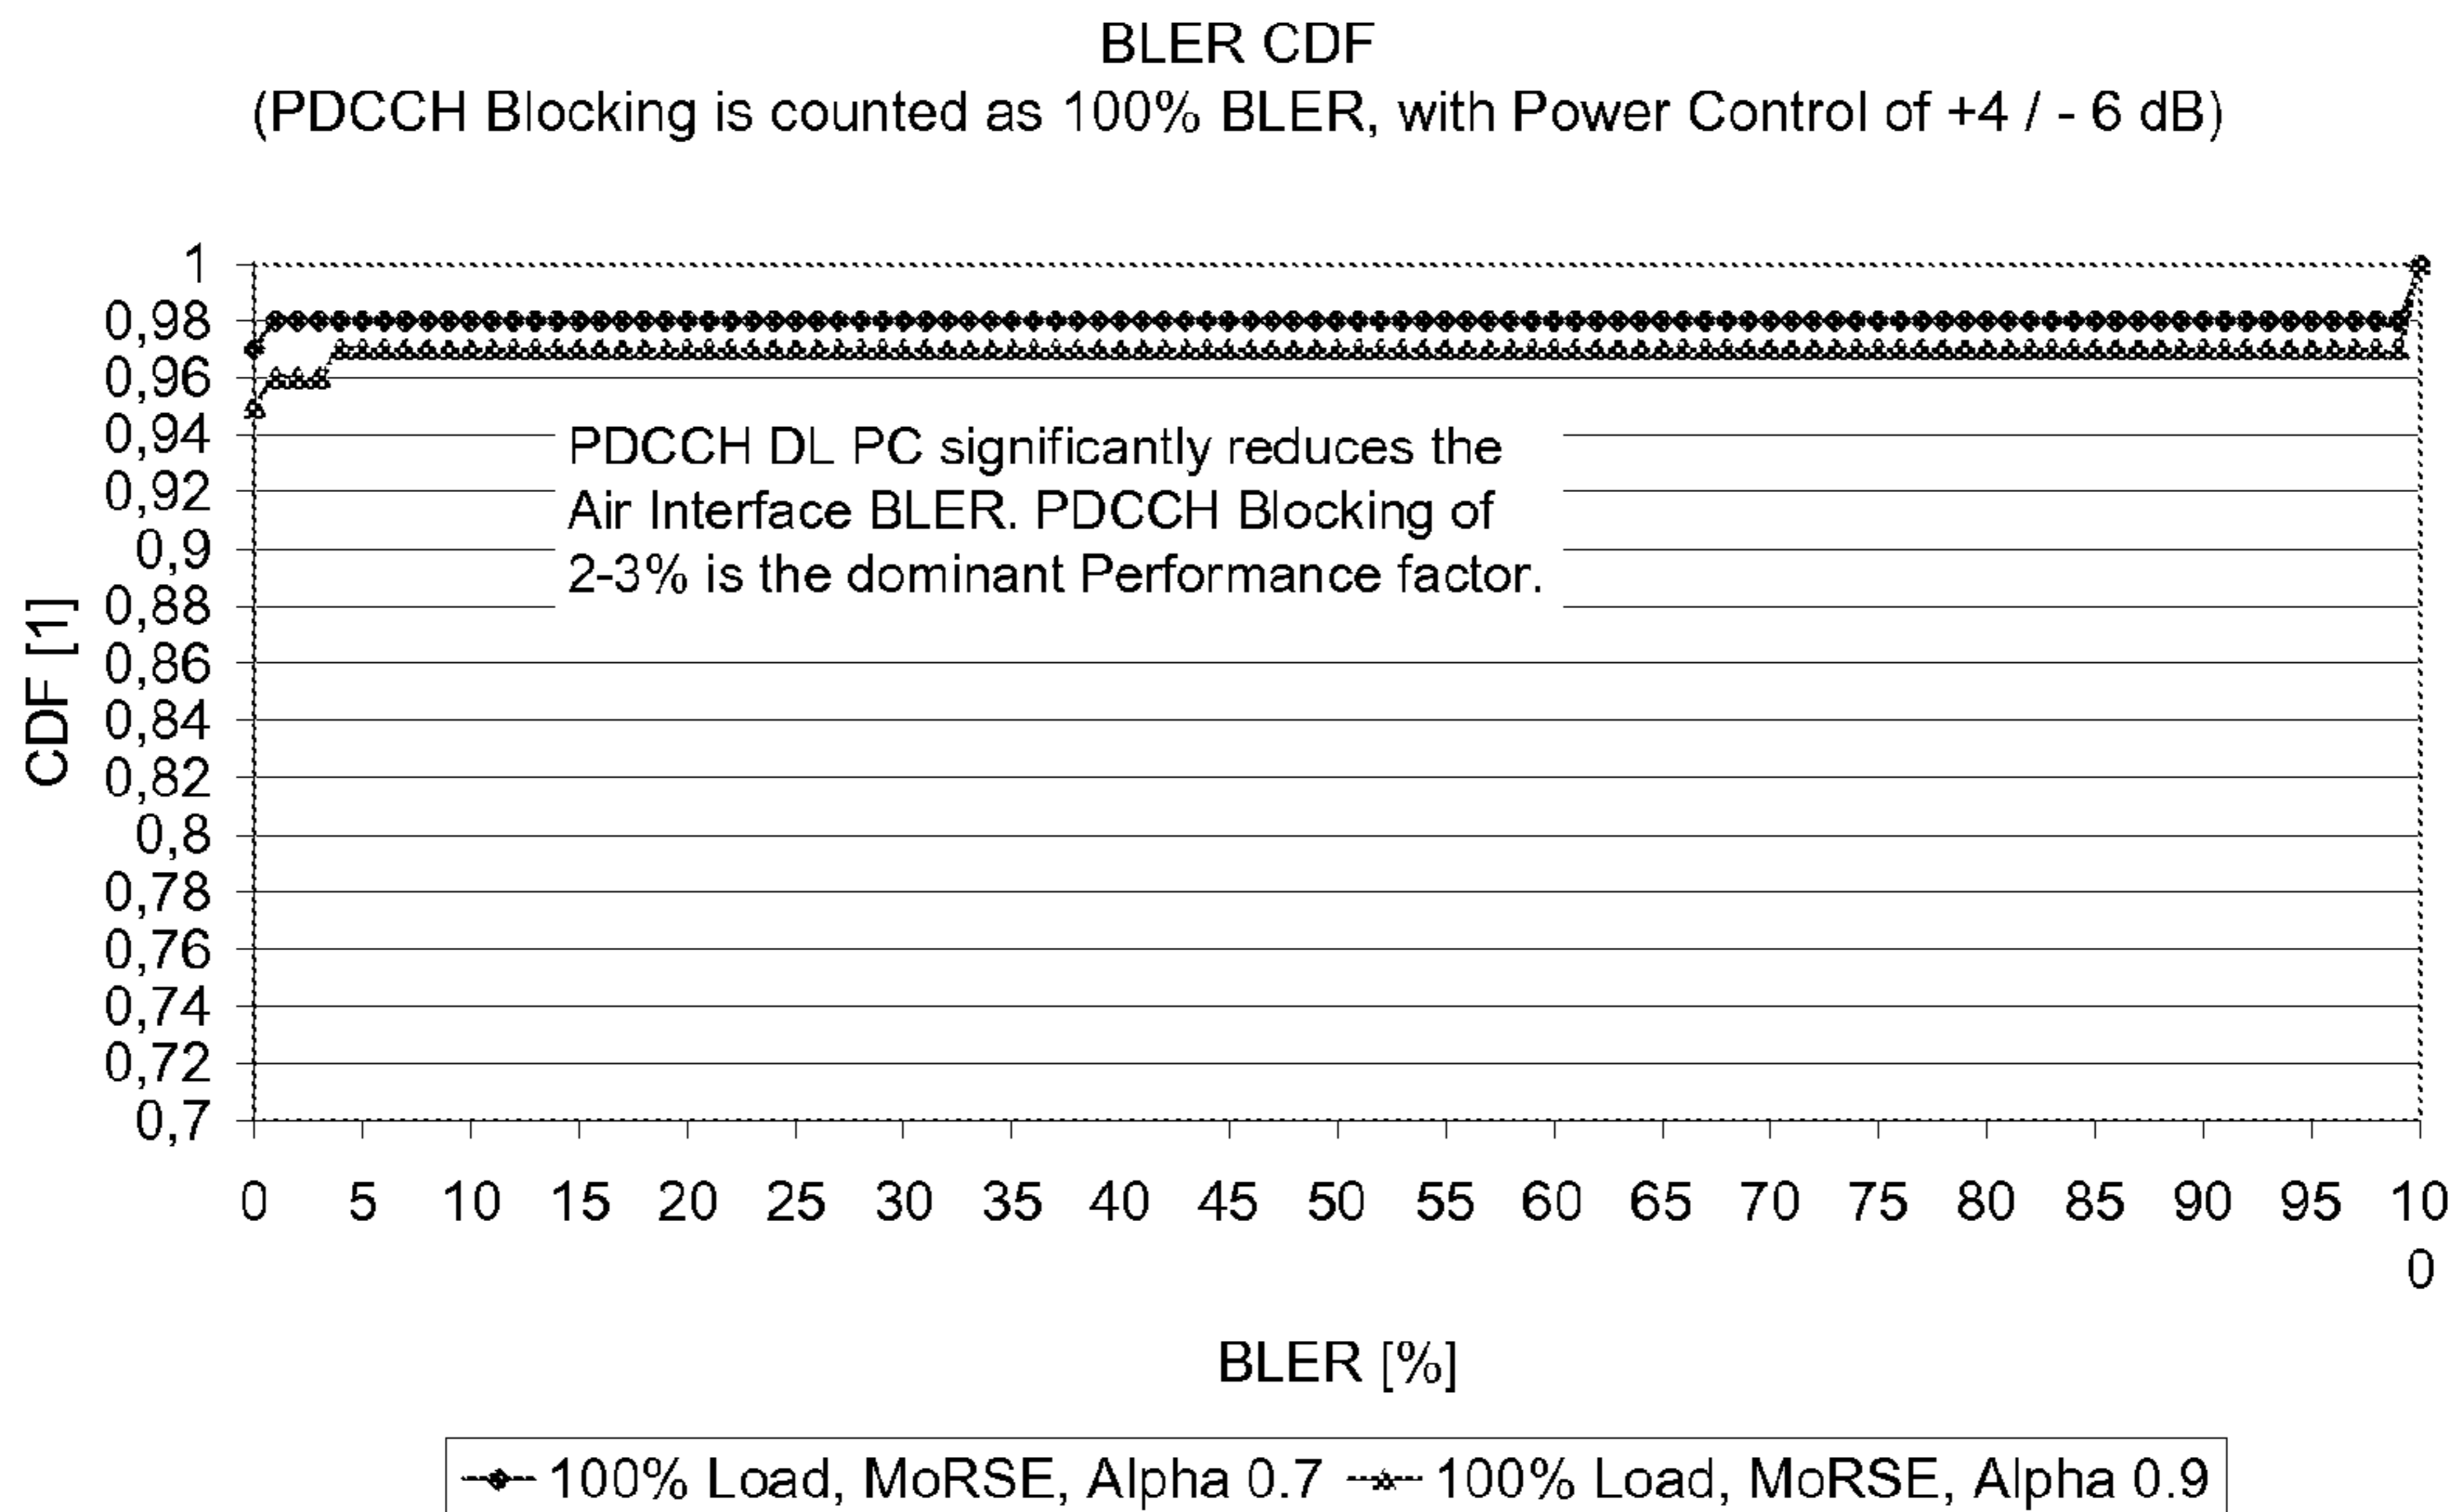 BLER CDF
(PDCCH Blocking is counted as 100% BLER, with Power Control of +4 / - 6 dB)
1
0,98
0,96
0,94
0,92
0,9
0,88
0,86
0,84
0,82
0,8
0,78
0,76
0,74
0,72
0,7
CDF [1]
PDCCH DL PC significantly reduces the
Air Interface BLER. PDCCH Blocking of
2-3% is the dominant Performance factor.
0 5 10 15 20 25 30 35 40 45 50 55 60 65 70 75 80 85 90 95 10
0
BLER [%]
100% Load, MoRSE, Alpha 0.7 100% Load, MoRSE, Alpha 0.9